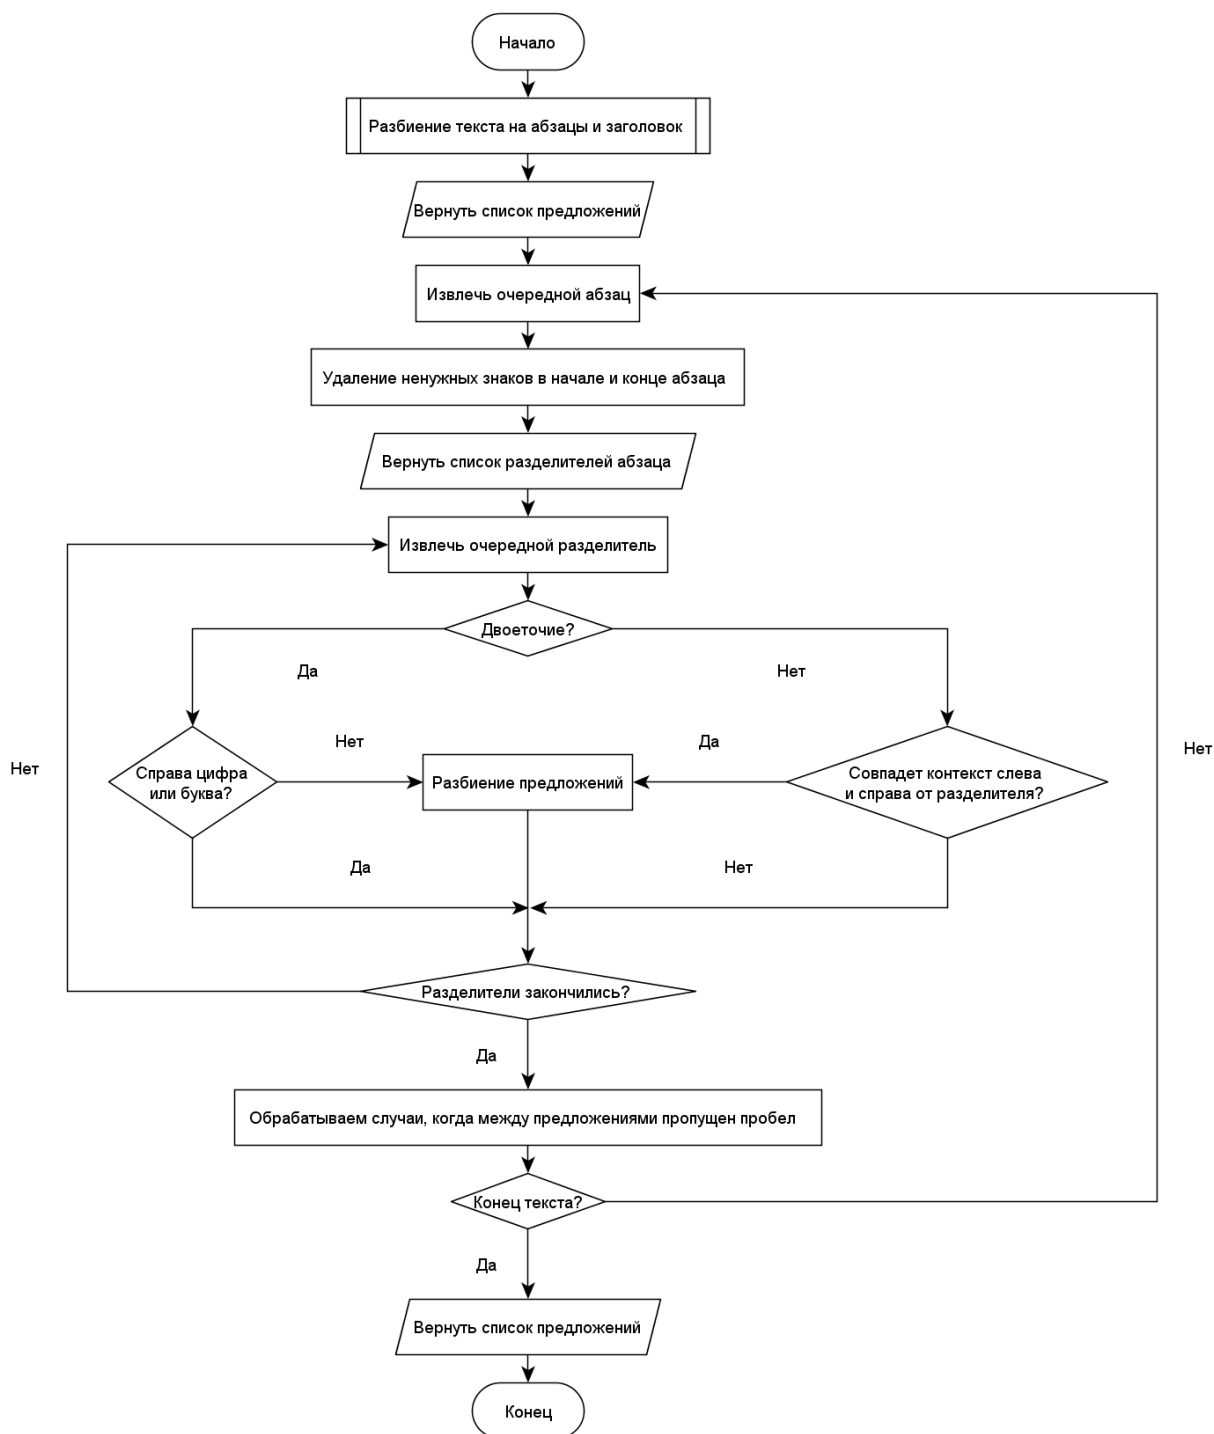 Начало
Разбиение текста на абзацы и заголовок
Вернуть список предложений
Извлечь очередной абзац
Удаление ненужных знаков в начале и конце абзаца
Вернуть список разделителей абзаца
Извлечь очередной разделитель
Двоеточие?
Да
Нет
Нет
Да
Нет
Нет
Справа цифра
или буква?
Разбиение предложений
Совпадет контекст слева
и справа от разделителя?
Да
Нет
Разделители закончились?
Да
Обрабатываем случаи, когда между предложениями пропущен пробел
Конец текста?
Да
Вернуть список предложений
Конец